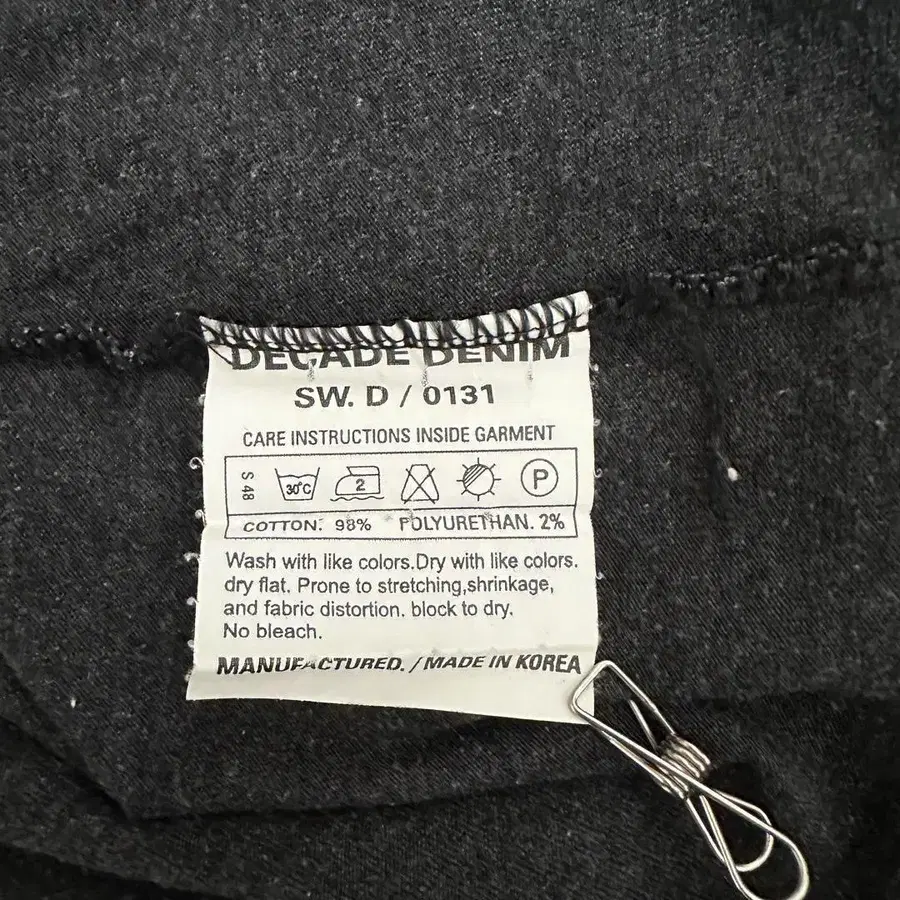 DECADE DENIM
SW. D / 0131
CARE INSTRUCTIONS INSIDE GARMENT
S 48 30°C 2 P
COTTON. 98% POLYURETHAN. 2%
Wash with like colors.Dry with like colors.
dry flat. Prone to stretching,shrinkage,
and fabric distortion. block to dry.
No bleach.
MANUFACTURED. / MADE IN KOREA